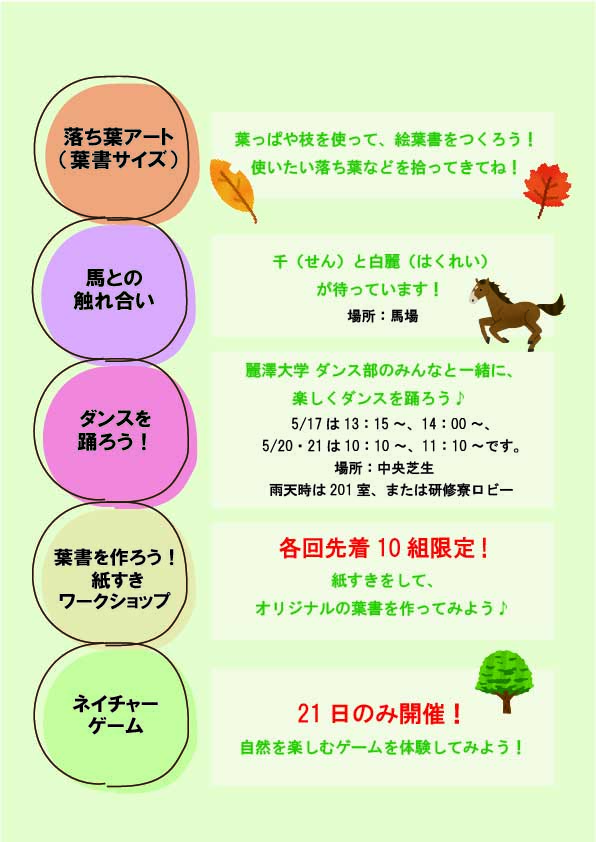 落ち葉アート
（葉書サイズ）
葉っぱや枝を使って、絵葉書をつくろう！
使いたい落ち葉などを拾ってきてね！
馬との
触れ合い
千（せん）と白麗（はくれい）
が待っています！
場所：馬場
ダンスを
踊ろう！
麗澤大学 ダンス部のみんなと一緒に、
楽しくダンスを踊ろう♪
5/17 は 13：15 〜、14：00 〜、
5/20・21 は 10：10 〜、11：10 〜です。
場所：中央芝生
雨天時は 201 室、または研修寮ロビー
葉書を作ろう！
紙すき
ワークショップ
各回先着 10 組限定！
紙すきをして、
オリジナルの葉書を作ってみよう♪
ネイチャー
ゲーム
21 日のみ開催！
自然を楽しむゲームを体験してみよう！